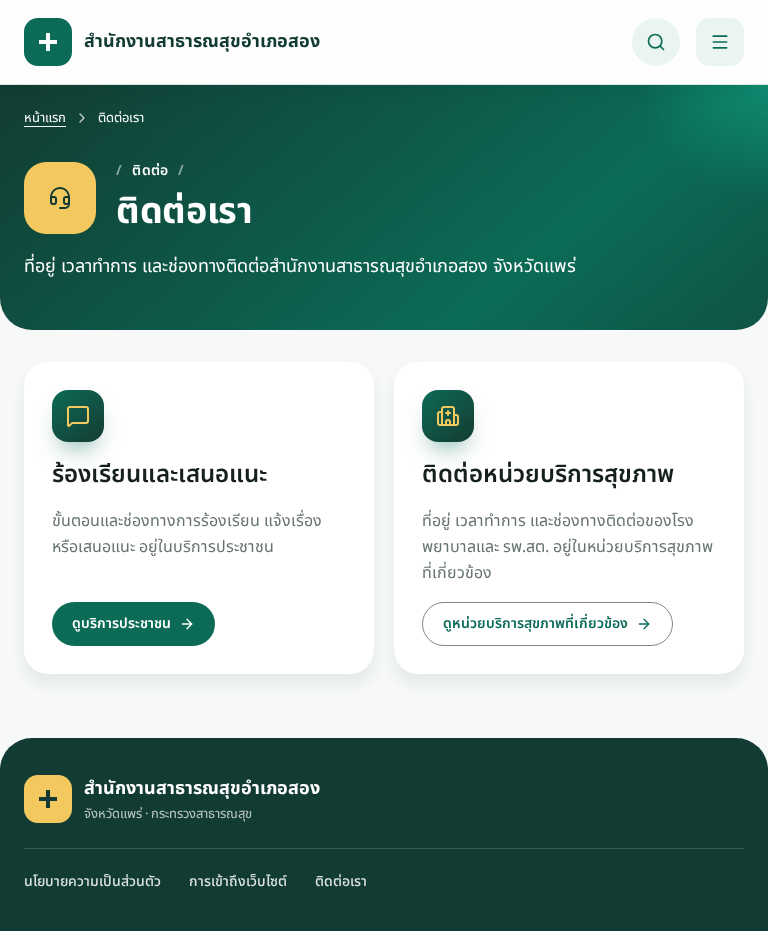 สำนักงานสาธารณสุขอำเภอสอง
หน้าแรก > ติดต่อเรา
/ ติดต่อ /
ติดต่อเรา
ที่อยู่ เวลาทำการ และช่องทางติดต่อสำนักงานสาธารณสุขอำเภอสอง จังหวัดแพร่
ร้องเรียนและเสนอแนะ
ขั้นตอนและช่องทางการร้องเรียน แจ้งเรื่อง
หรือเสนอแนะ อยู่ในบริการประชาชน
ดูบริการประชาชน
ติดต่อหน่วยบริการสุขภาพ
ที่อยู่ เวลาทำการ และช่องทางติดต่อของโรง
พยาบาลและ รพ.สต. อยู่ในหน่วยบริการสุขภาพ
ที่เกี่ยวข้อง
ดูหน่วยบริการสุขภาพที่เกี่ยวข้อง
สำนักงานสาธารณสุขอำเภอสอง
จังหวัดแพร่ · กระทรวงสาธารณสุข
นโยบายความเป็นส่วนตัว การเข้าถึงเว็บไซต์ ติดต่อเรา